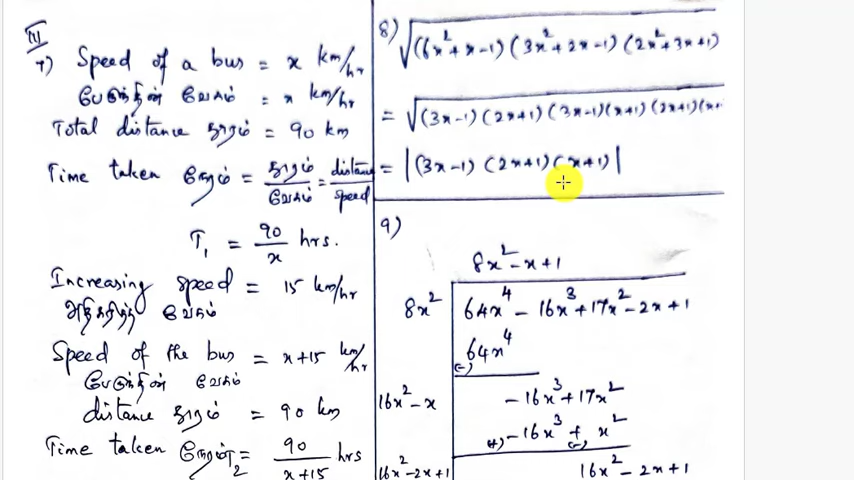 III
7) Speed of a bus = x km/hr
பேருந்தின் வேகம் = x km/hr
Total distance தூரம் = 90 km
Time taken நேரம் = தூரம்/வேகம் = distance/speed
T₁ = 90/x hrs.
Increasing speed = 15 km/hr
அதிகரித்த வேகம்
Speed of the bus = x+15 km/hr
பேருந்தின் வேகம்
distance தூரம் = 90 km
Time taken நேரம் T₂ = 90/(x+15) hrs
8) √(6x²+x-1)(3x²+2x-1)(2x²+3x+1)
= √(3x-1)(2x+1)(3x-1)(x+1)(2x+1)(x+
= |(3x-1)(2x+1)(x+1)|
9)
8x²-x+1
8x² 64x⁴-16x³+17x²-2x+1
64x⁴
(-)
16x²-x -16x³+17x²
(+) -16x³ + (-) x²
16x²-2x+1 16x²-2x+1